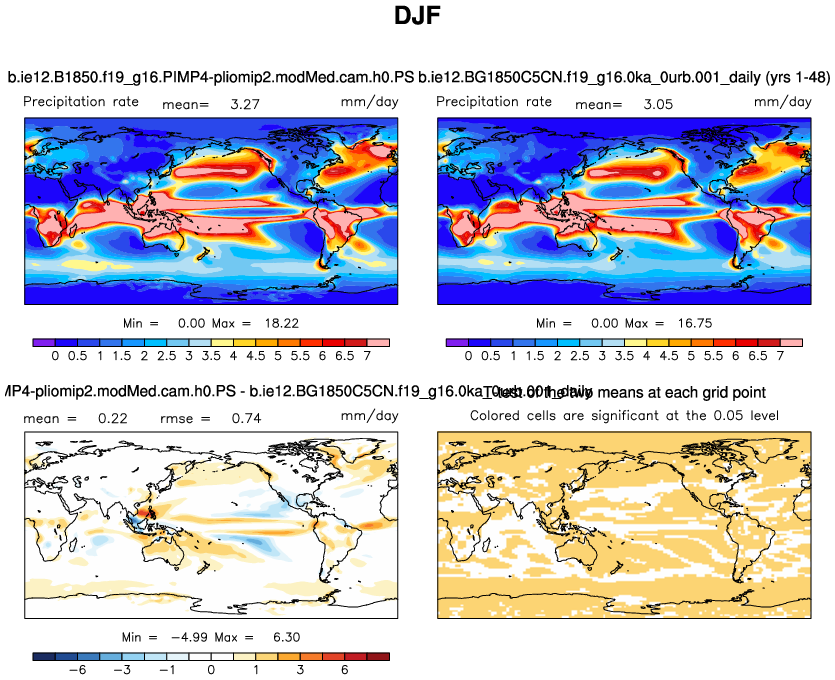 DJF
b.ie12.B1850.f19_g16.PIMP4-pliomip2.modMed.cam.h0.PS b.ie12.BG1850C5CN.f19_g16.0ka_0urb.001_daily (yrs 1-48)
Precipitation rate mean= 3.27 mm/day
Precipitation rate mean= 3.05 mm/day
Min = 0.00 Max = 18.22
Min = 0.00 Max = 16.75
0 0.5 1 1.5 2 2.5 3 3.5 4 4.5 5 5.5 6 6.5 7
0 0.5 1 1.5 2 2.5 3 3.5 4 4.5 5 5.5 6 6.5 7
MP4-pliomip2.modMed.cam.h0.PS - b.ie12.BG1850C5CN.f19_g16.0ka_0urb.001_daily
T-test of the two means at each grid point
mean = 0.22 rmse = 0.74 mm/day
Colored cells are significant at the 0.05 level
Min = -4.99 Max = 6.30
-6 -3 -1 0 1 3 6